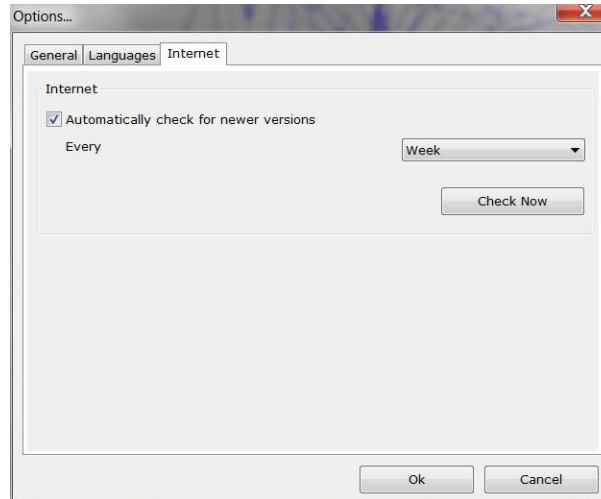 Options...
General Languages Internet
Internet
Automatically check for newer versions
Every Week
Check Now
Ok Cancel